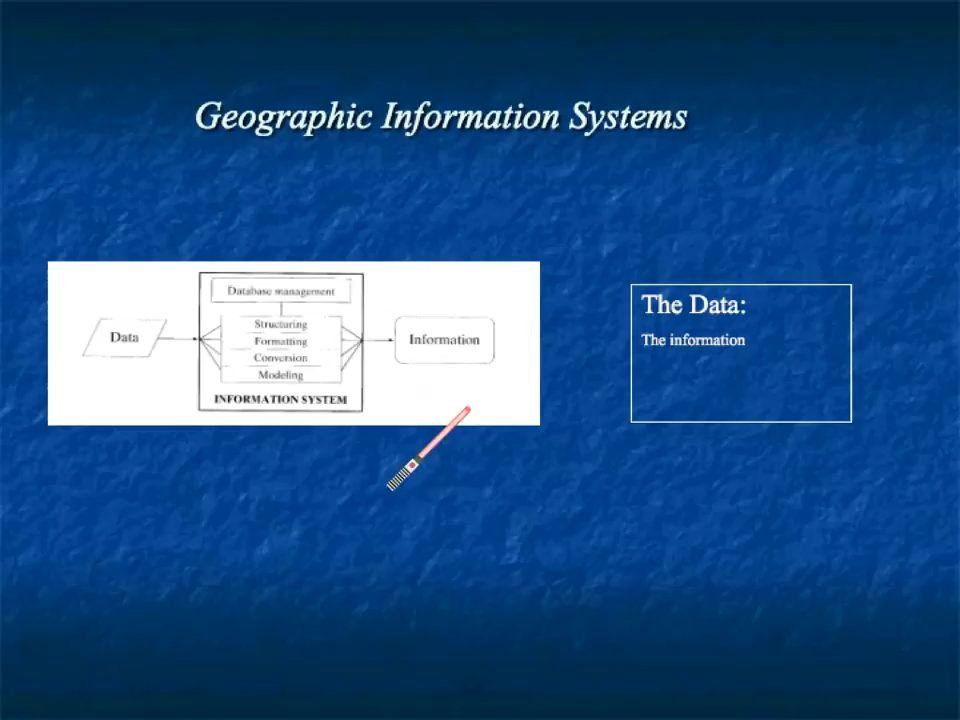 Geographic Information Systems
Database management
Structuring
Formatting
Conversion
Modeling
INFORMATION SYSTEM
Data
Information
The Data:
The information